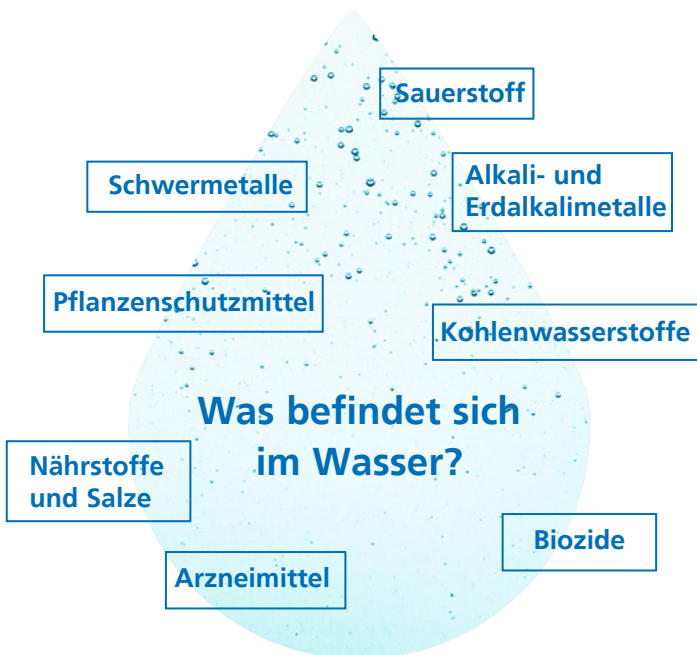 Sauerstoff
Schwermetalle
Alkali- und
Erdalkalimetalle
Pflanzenschutzmittel
Kohlenwasserstoffe
Was befindet sich
im Wasser?
Nährstoffe
und Salze
Biozide
Arzneimittel